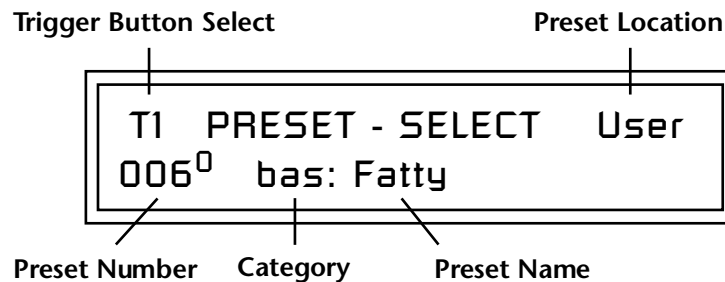 Trigger Button Select Preset Location
T1 PRESET - SELECT User
006⁰ bas: Fatty
Preset Number Category Preset Name